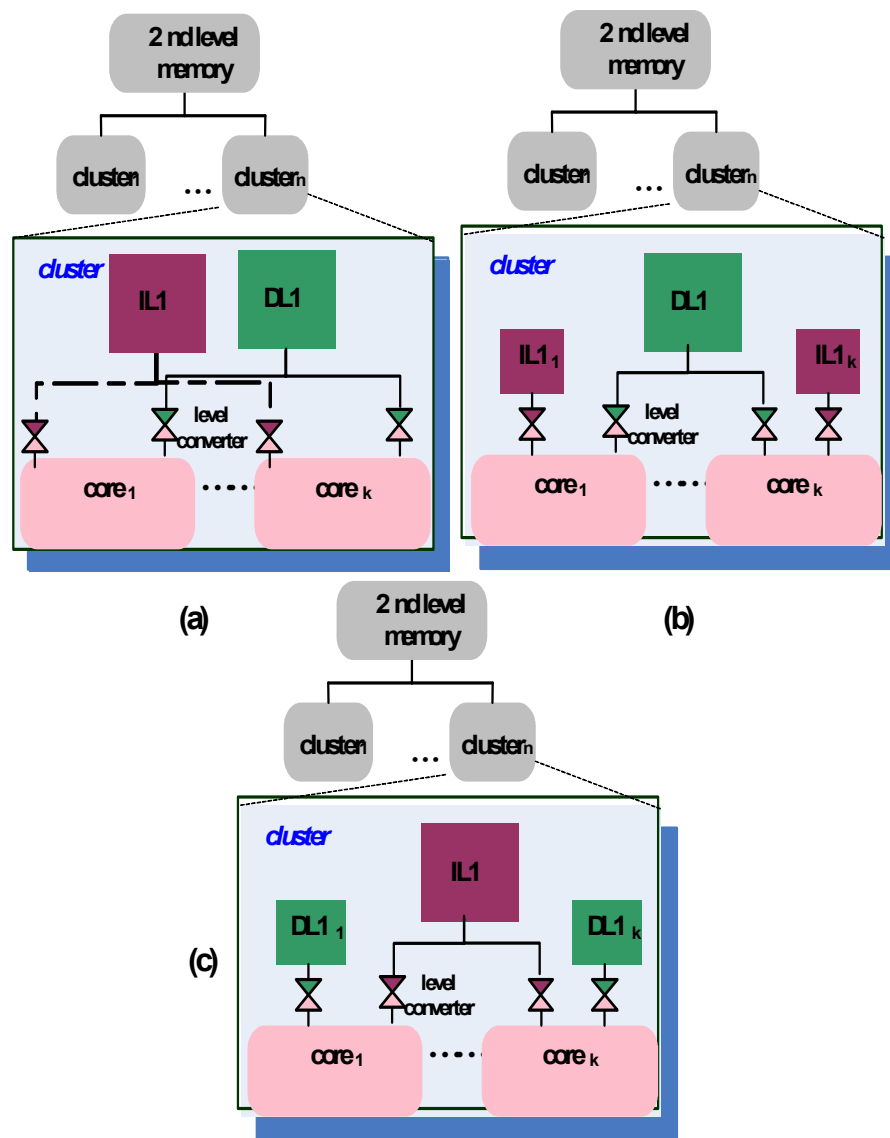 2 nd level
memory
cluster1
...
clustern
cluster
IL1
DL1
level
converter
core 1
......
core k
(a)
2 nd level
memory
cluster1
...
clustern
cluster
DL1
IL1 1
IL1 k
level
converter
core 1
......
core k
(b)
2 nd level
memory
cluster1
...
clustern
cluster
IL1
DL1 1
DL1 k
(c)
level
converter
core 1
......
core k